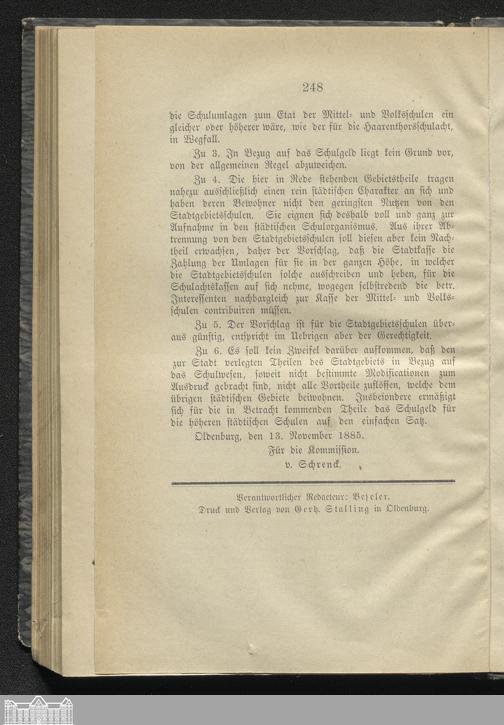 248
die Schulumlagen zum Etat der Mittel- und Volksschulen ein
gleicher oder höherer wäre, wie der für die Haarenthorsschulacht,
in Wegfall.
Zu 3. In Bezug auf das Schulgeld liegt kein Grund vor,
von der allgemeinen Regel abzuweichen.
Zu 4. Die hier in Rede stehenden Gebietstheile tragen
nahezu ausschließlich einen rein städtischen Charakter an sich und
haben deren Bewohner nicht den geringsten Nutzen von den
Stadtgebietsschulen. Sie eignen sich deshalb voll und ganz zur
Aufnahme in den städtischen Schulorganismus. Aus ihrer Ab-
trennung von den Stadtgebietsschulen soll diesen aber kein Nach-
theil erwachsen, daher der Vorschlag, daß die Stadtkasse die
Zahlung der Umlagen für sie in der ganzen Höhe, in welcher
die Stadtgebietsschulen solche ausschreiben und heben, für die
Schulachtskassen auf sich nehme, wogegen selbstredend die betr.
Interessenten nachbargleich zur Kasse der Mittel- und Volks-
schulen contribuiren müssen.
Zu 5. Der Vorschlag ist für die Stadtgebietsschulen über-
aus günstig, entspricht im Uebrigen aber der Gerechtigkeit.
Zu 6. Es soll kein Zweifel darüber aufkommen, daß den
zur Stadt verlegten Theilen des Stadtgebiets in Bezug auf
das Schulwesen, soweit nicht bestimmte Modificationen zum
Ausdruck gebracht sind, nicht alle Vortheile zuflössen, welche dem
übrigen städtischen Gebiete beiwohnen. Insbesondere ermäßigt
sich für die in Betracht kommenden Theile das Schulgeld für
die höheren städtischen Schulen auf den einfachen Satz.
Oldenburg, den 13. November 1885.
Für die Kommission.
v. Schrenck.
Verantwortlicher Redacteur: Beseler.
Druck und Verlag von Gerh. Stalling in Oldenburg.